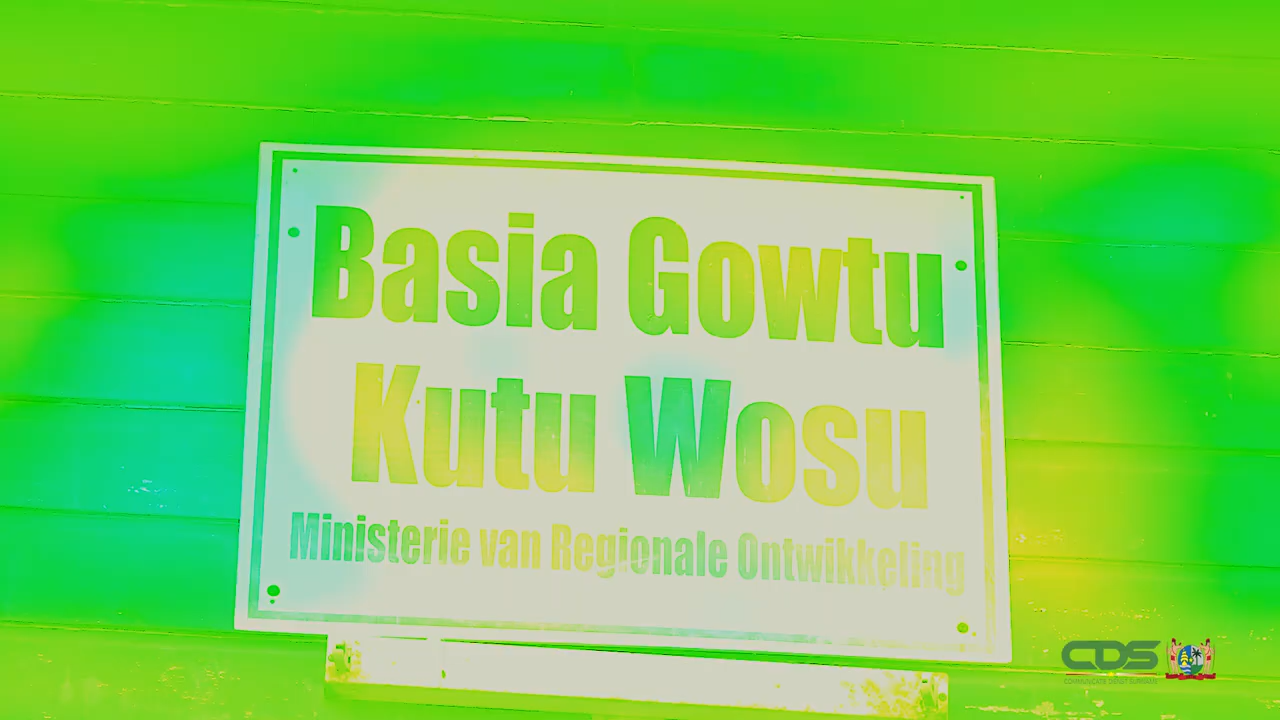 Basia Gowtu
Kutu Wosu
Ministerie van Regionale Ontwikkeling
CDS